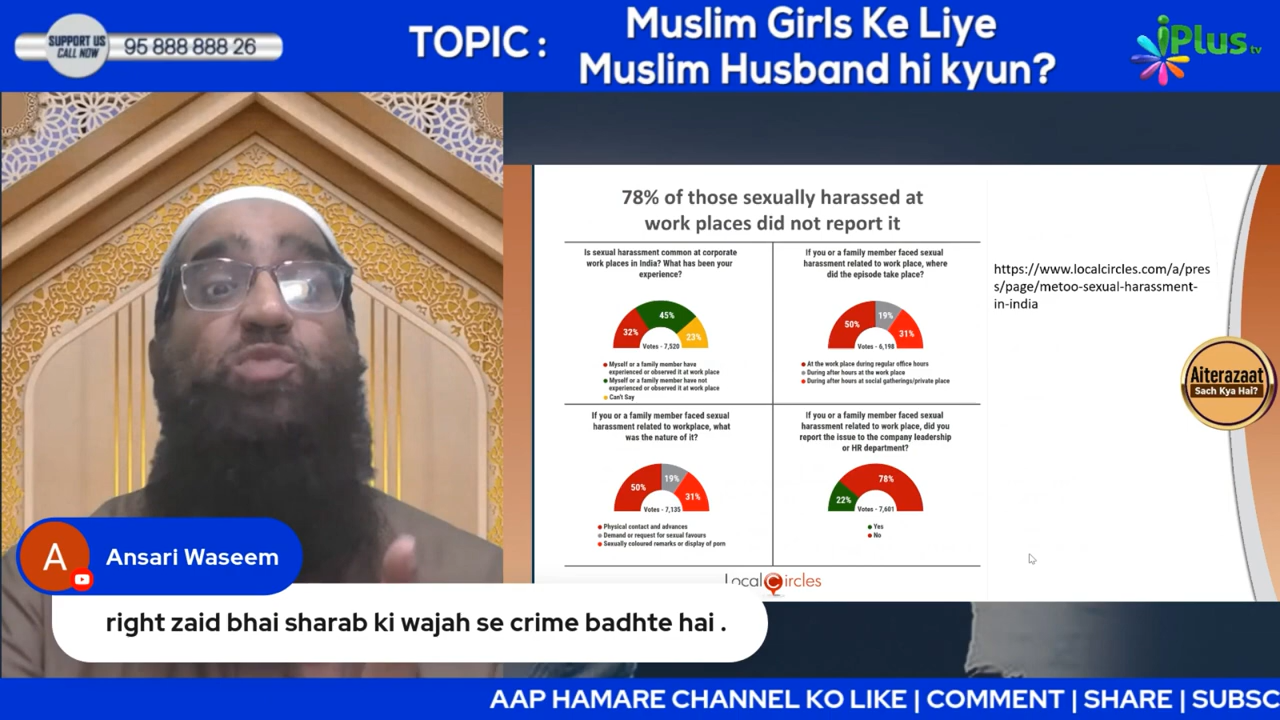 SUPPORT US
CALL NOW
95 888 888 26
TOPIC :
Muslim Girls Ke Liye
Muslim Husband hi kyun?
iPlus tv
78% of those sexually harassed at
work places did not report it
Is sexual harassment common at corporate
work places in India? What has been your
experience?
32%
45%
23%
Votes - 7,520
Myself or a family member have
experienced or observed it at work place
Myself or a family member have not
experienced or observed it at work place
Can't Say
If you or a family member faced sexual
harassment related to work place, where
did the episode take place?
50%
19%
31%
Votes - 6,198
At the work place during regular office hours
During after hours at the work place
During after hours at social gatherings/private place
If you or a family member faced sexual
harassment related to workplace, what
was the nature of it?
50%
19%
31%
Votes - 7,135
Physical contact and advances
Demand or request for sexual favours
Sexually coloured remarks or display of porn
If you or a family member faced sexual
harassment related to work place, did you
report the issue to the company leadership
or HR department?
22%
78%
Votes - 7,601
Yes
No
LocalCircles
https://www.localcircles.com/a/pres
s/page/metoo-sexual-harassment-
in-india
Aiterazaat
Sach Kya Hai?
A
Ansari Waseem
right zaid bhai sharab ki wajah se crime badhte hai .
AAP HAMARE CHANNEL KO LIKE | COMMENT | SHARE | SUBSC